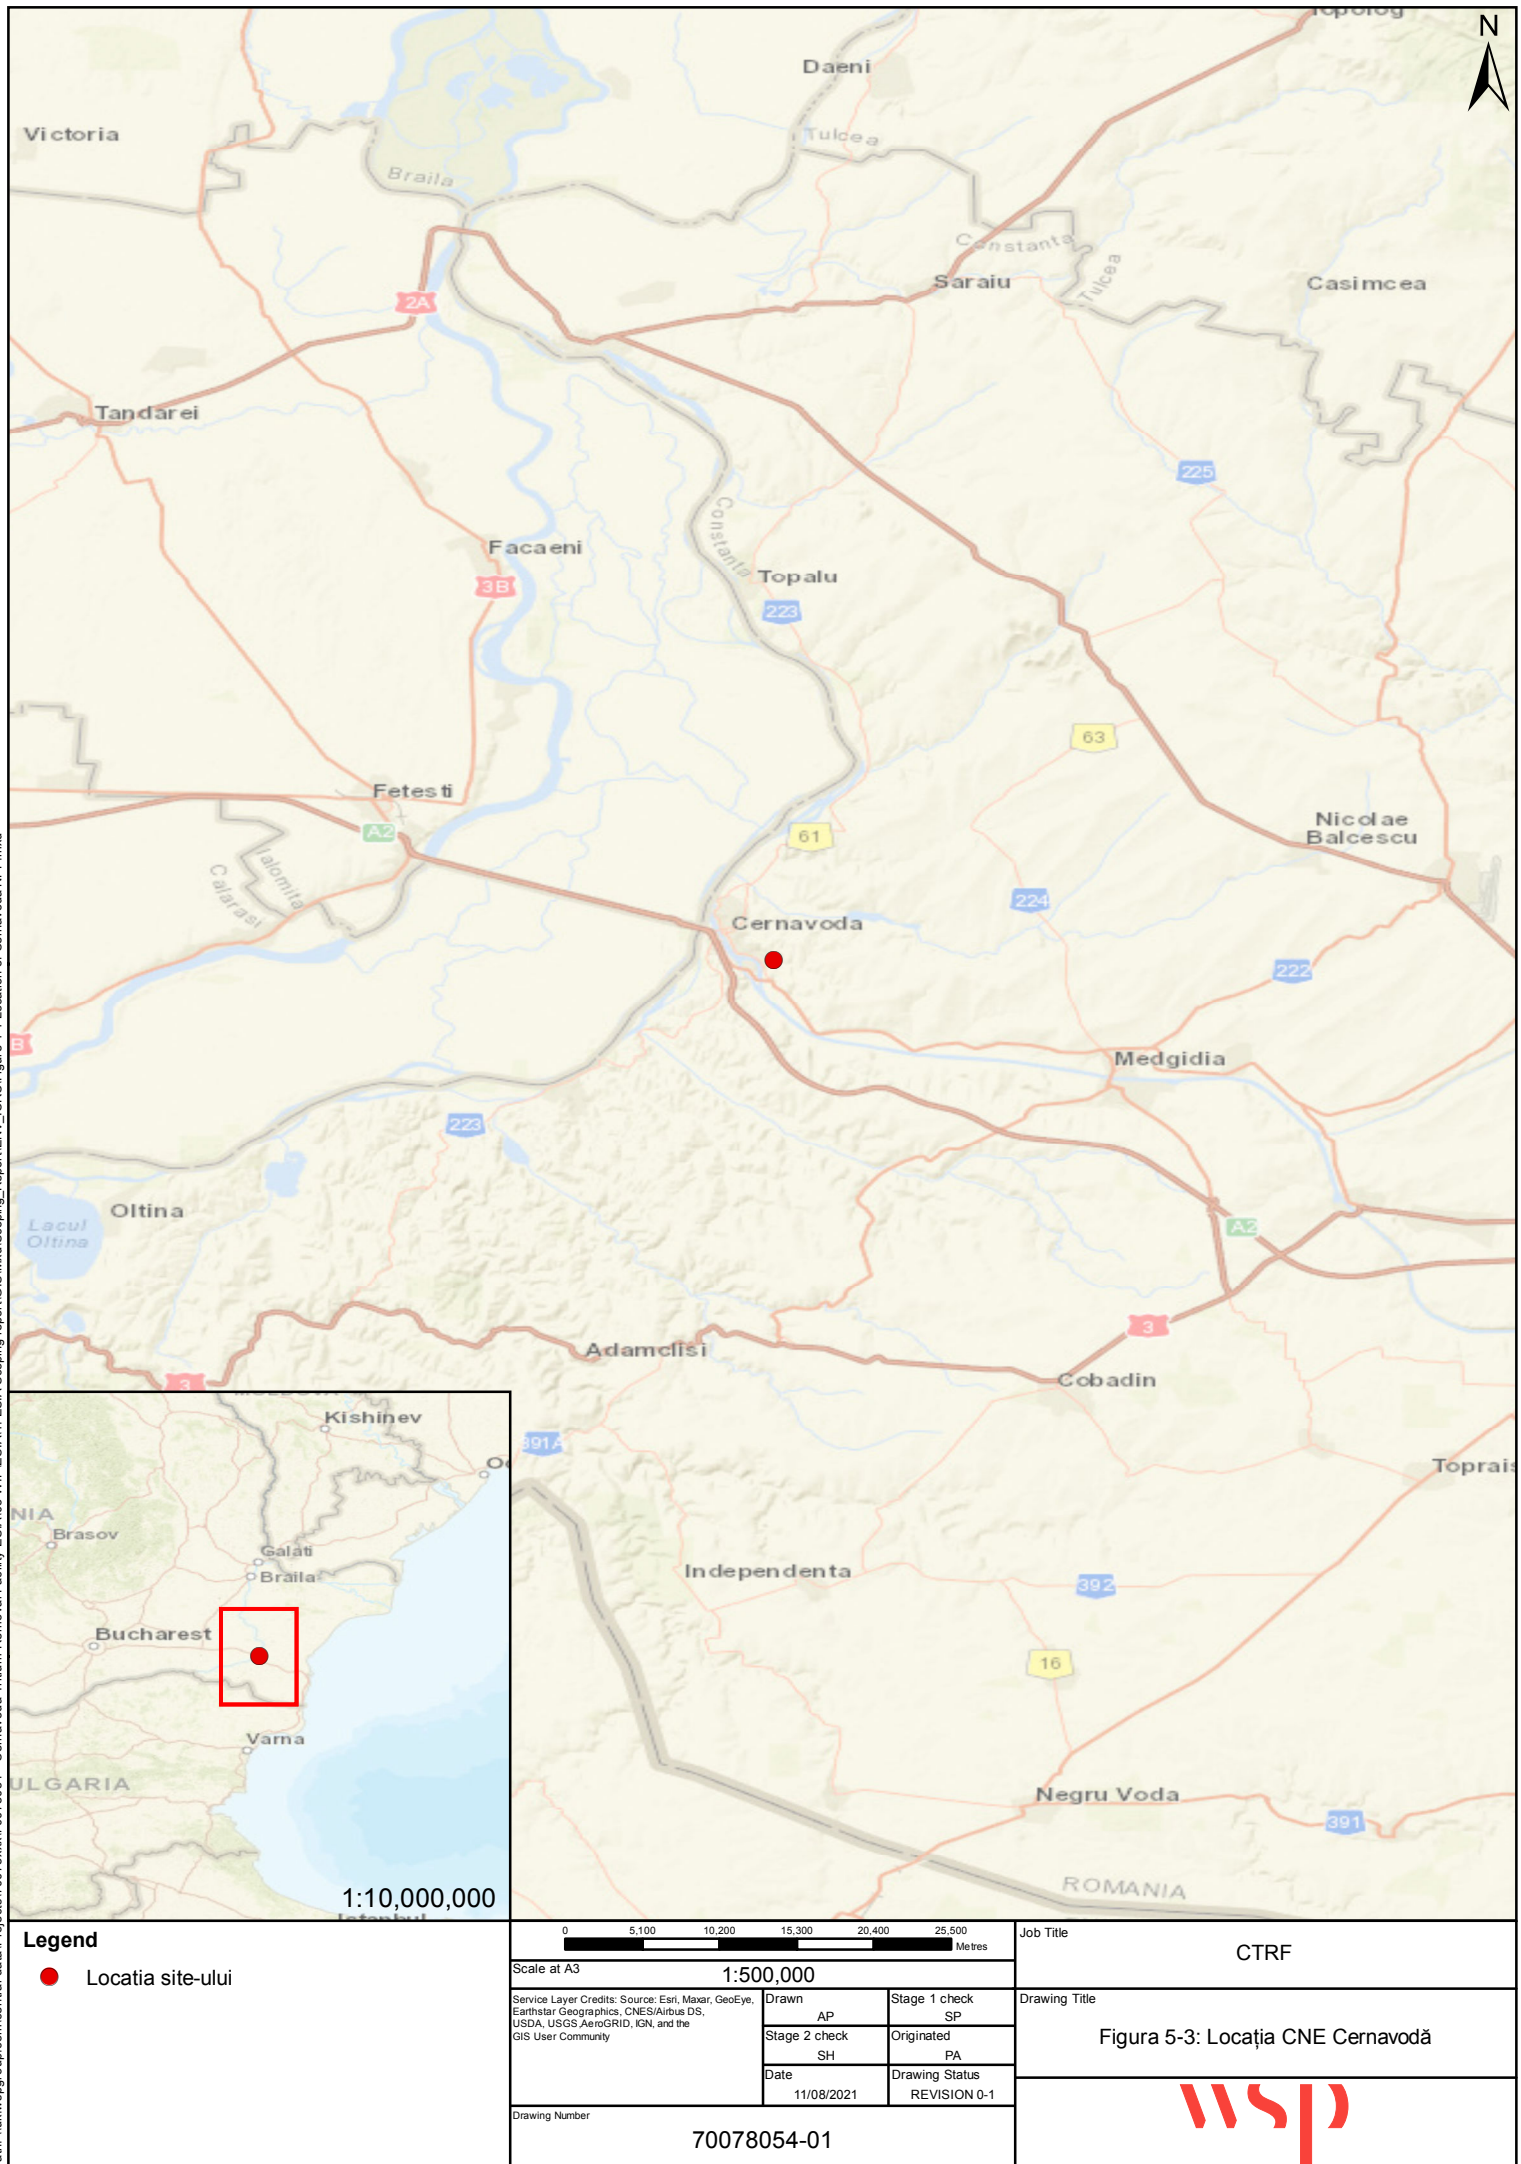 Topolog
N
Daeni
Victoria
Tulcea
Braila
Constanta
Tulcea
Saraiu
Casimcea
2A
Tandarei
225
Constanta
Facaeni
Topalu
3B
223
63
Fetesti
Nicolae
Balcescu
A2
61
Ialomita
Calarasi
224
Cernavoda
222
B
Medgidia
223
Oltina
Lacul
Oltina
A2
3
Adamclisi
3
Cobadin
391A
Toprais
Independenta
392
16
Negru Voda
391
ROMANIA
MOLDOVA
Kishinev
NIA
Brasov
Galati
Braila
Bucharest
Varna
ULGARIA
1:10,000,000
Istanbul
Legend
Locatia site-ului
0 5,100 10,200 15,300 20,400 25,500
Metres
Scale at A3
1:500,000
Service Layer Credits: Source: Esri, Maxar, GeoEye,
Earthstar Geographics, CNES/Airbus DS,
USDA, USGS, AeroGRID, IGN, and the
GIS User Community
Drawn
AP
Stage 1 check
SP
Stage 2 check
SH
Originated
PA
Date
11/08/2021
Drawing Status
REVISION 0-1
Drawing Number
70078054-01
Job Title
CTRF
Drawing Title
Figura 5-3: Locația CNE Cernavodă
wsp